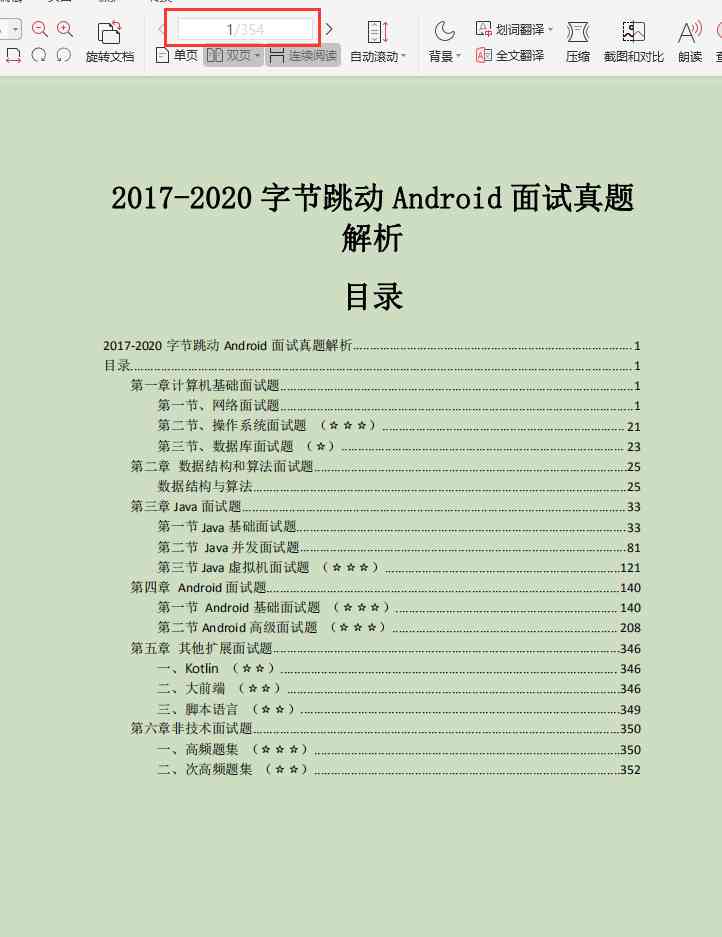 1/354
划词翻译
旋转文档
单页
双页
连续阅读
自动滚动
背景
全文翻译
压缩
截图和对比
朗读
2017-2020 字节跳动 Android 面试真题
解析
目录
2017-2020 字节跳动 Android 面试真题解析 1
目录 1
第一章计算机基础面试题 1
第一节、网络面试题 1
第二节、操作系统面试题 （☆☆☆） 21
第三节、数据库面试题 （☆） 23
第二章 数据结构和算法面试题 25
数据结构与算法 25
第三章 Java 面试题 33
第一节 Java 基础面试题 33
第二节 Java 并发面试题 81
第三节 Java 虚拟机面试题 （☆☆☆） 121
第四章 Android 面试题 140
第一节 Android 基础面试题 （☆☆☆） 140
第二节 Android 高级面试题 （☆☆☆） 208
第五章 其他扩展面试题 346
一、Kotlin （☆☆） 346
二、大前端 （☆☆） 346
三、脚本语言 （☆☆） 349
第六章非技术面试题 350
一、高频题集 （☆☆☆） 350
二、次高频题集 （☆☆） 352